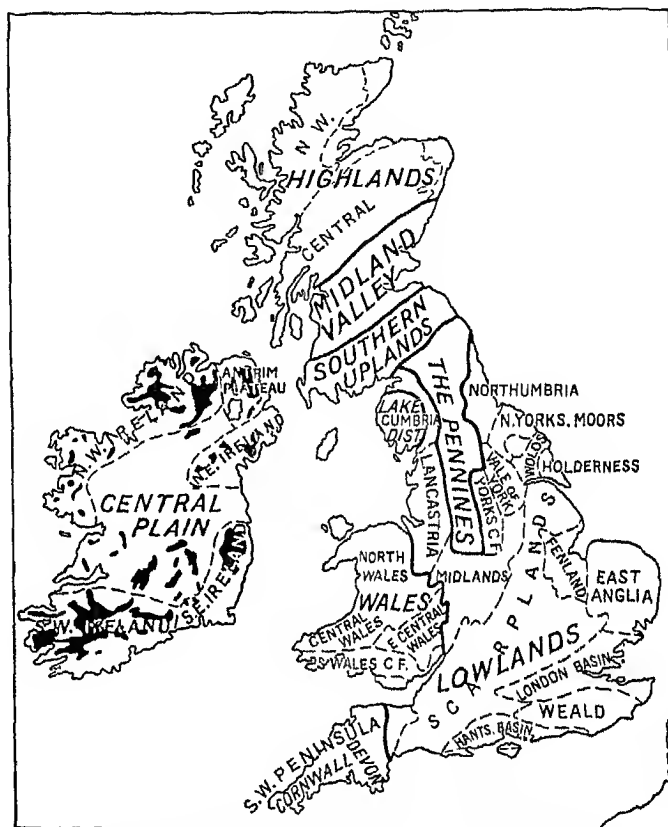 N.W.
HIGHLANDS
CENTRAL
MIDLAND
VALLEY
SOUTHERN
UPLANDS
ANTRIM
PLATEAU
N.W. IRELAND
N.E. IRELAND
CENTRAL
PLAIN
S.E. IRELAND
S.W. IRELAND
LAKE
CUMBRIA
DIST
THE PENNINES
NORTHUMBRIA
N. YORKS. MOORS
WOLDS
HOLDERNESS
VALE OF
YORK
YORKS C.F.
LANCASTRIA
NORTH
WALES
WALES
CENTRAL
WALES
E. CENTRAL
WALES
S WALES C.F.
MIDLANDS
FENLAND
EAST
ANGLIA
LOWLANDS
SCARPLANDS
LONDON BASIN
WEALD
HANTS. BASIN
S.W. PENINSULA
DEVON
CORNWALL